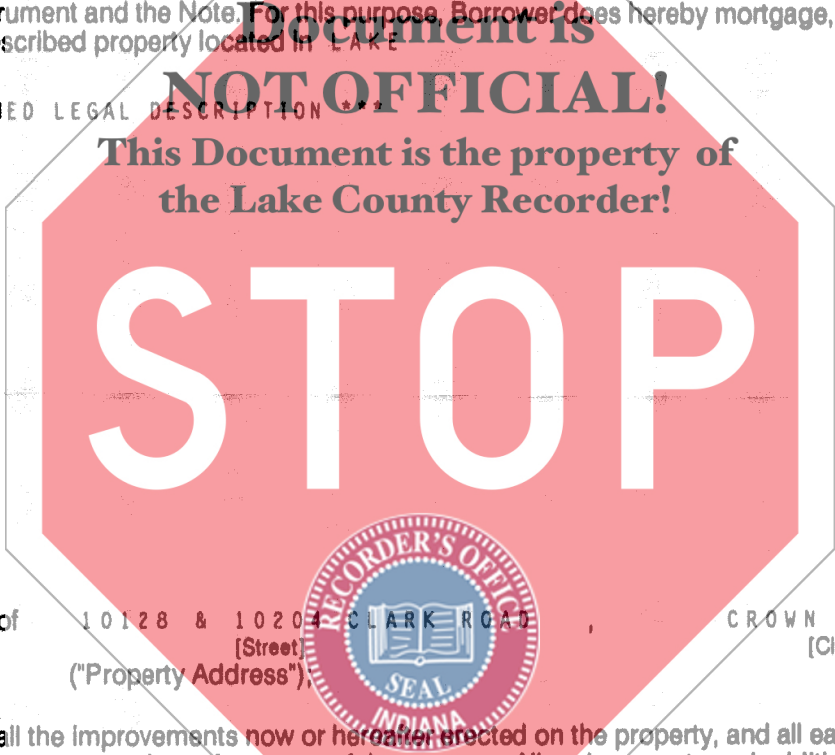 rument and the Note. For this purpose, Borrower does hereby mortgage,
Document is
scribed property located in LAKE
NOT OFFICIAL!
ED LEGAL DESCRIPTION ***
This Document is the property of
the Lake County Recorder!
STOP
RECORDER'S OFFICE
of 10128 & 10204 CLARK ROAD , CROWN
[Street] [Ci
("Property Address");
SEAL
INDIANA
all the improvements now or hereafter erected on the property, and all ea